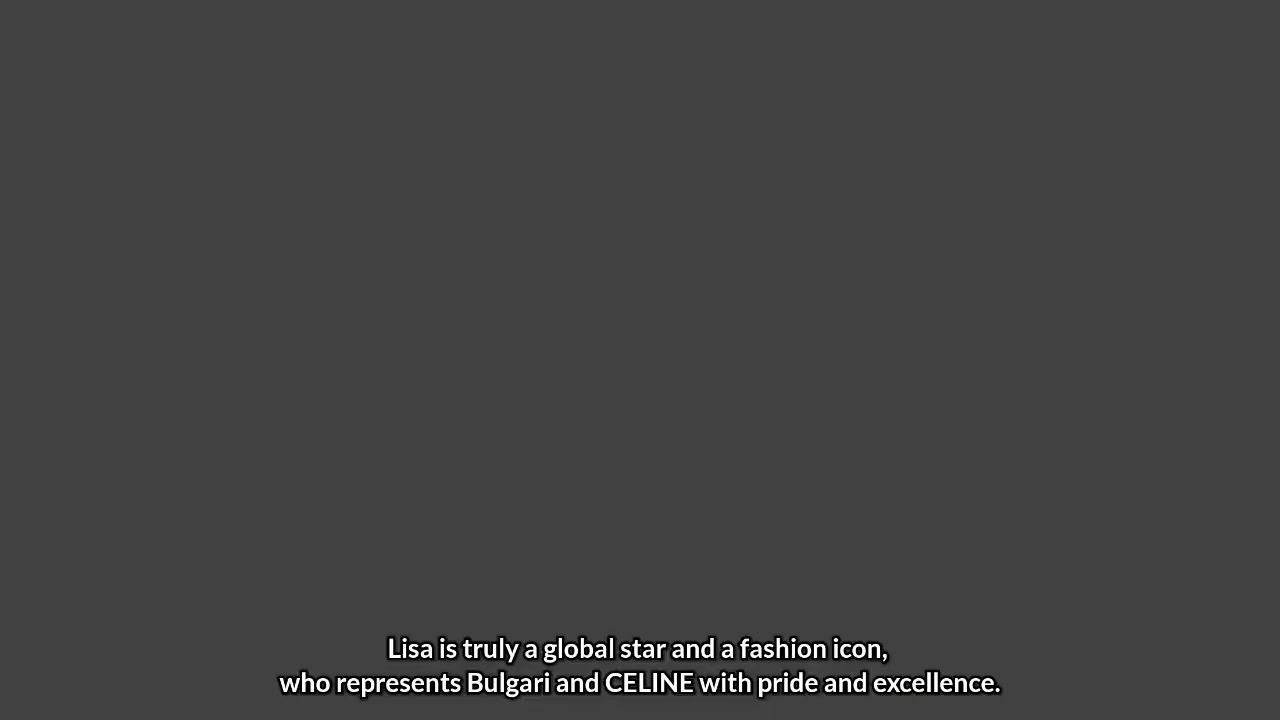 Lisa is truly a global star and a fashion icon,
who represents Bulgari and CELINE with pride and excellence.